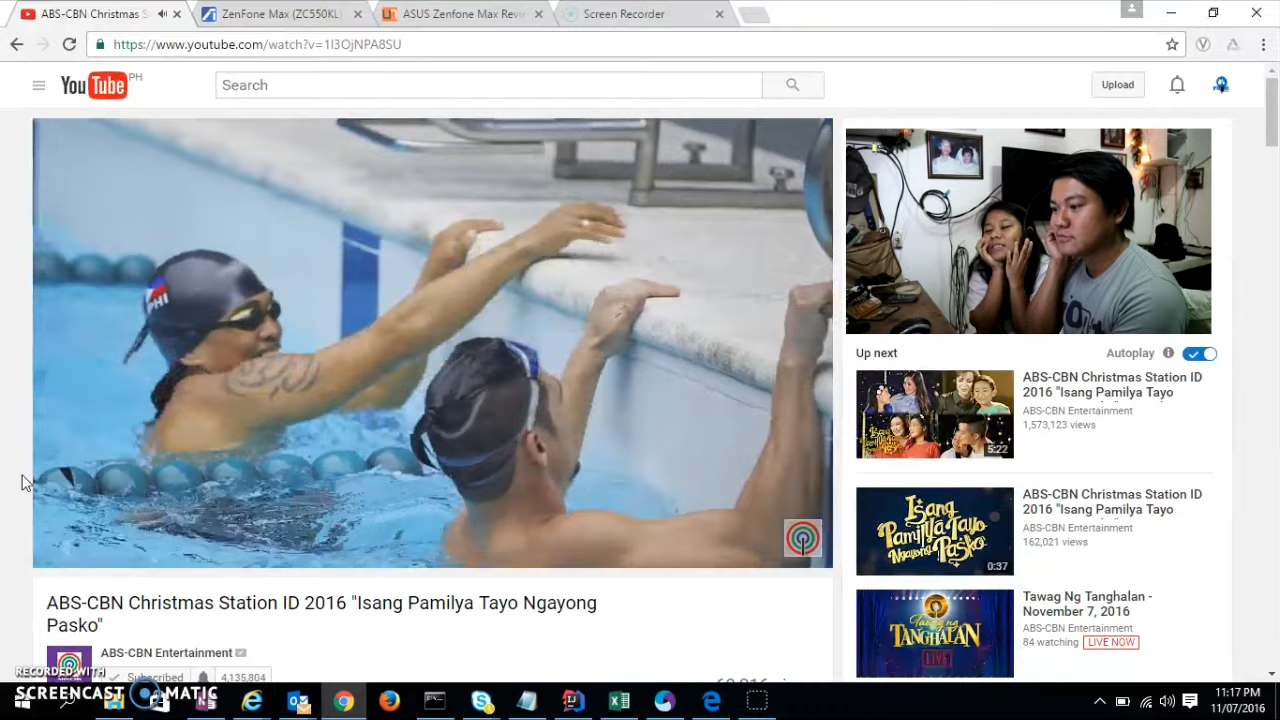 ABS-CBN Christmas S
ZenFone Max (ZC550KL)
ASUS Zenfone Max Revie
Screen Recorder
https://www.youtube.com/watch?v=1I3OjNPA8SU
YouTube PH
Search
Upload
PHI
Up next
Autoplay
ABS-CBN Christmas Station ID
2016 "Isang Pamilya Tayo
ABS-CBN Entertainment
1,573,123 views
5:22
Isang
Pamilya Tayo
Ngayong
Pasko
0:37
ABS-CBN Christmas Station ID
2016 "Isang Pamilya Tayo
ABS-CBN Entertainment
162,021 views
Tawag ng
TANGHALAN
LIVE
Tawag Ng Tanghalan -
November 7, 2016
ABS-CBN Entertainment
84 watching LIVE NOW
ABS-CBN Christmas Station ID 2016 "Isang Pamilya Tayo Ngayong
Pasko"
ABS-CBN Entertainment
Subscribed
RECORDED WITH
SCREENCAST-O-MATIC
11:17 PM
11/07/2016